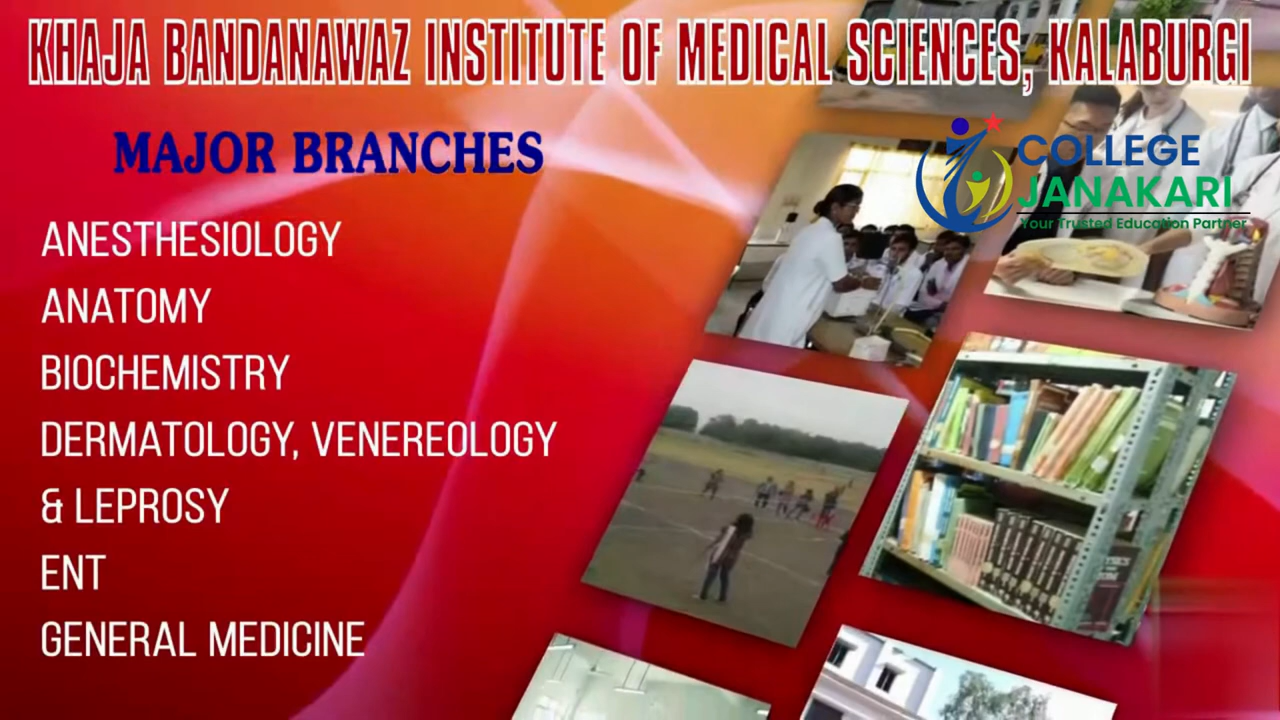 KHAJA BANDANAWAZ INSTITUTE OF MEDICAL SCIENCES, KALABURGI
MAJOR BRANCHES
COLLEGE
JANAKARI
Your Trusted Education Partner
ANESTHESIOLOGY
ANATOMY
BIOCHEMISTRY
DERMATOLOGY, VENEREOLOGY
& LEPROSY
ENT
GENERAL MEDICINE